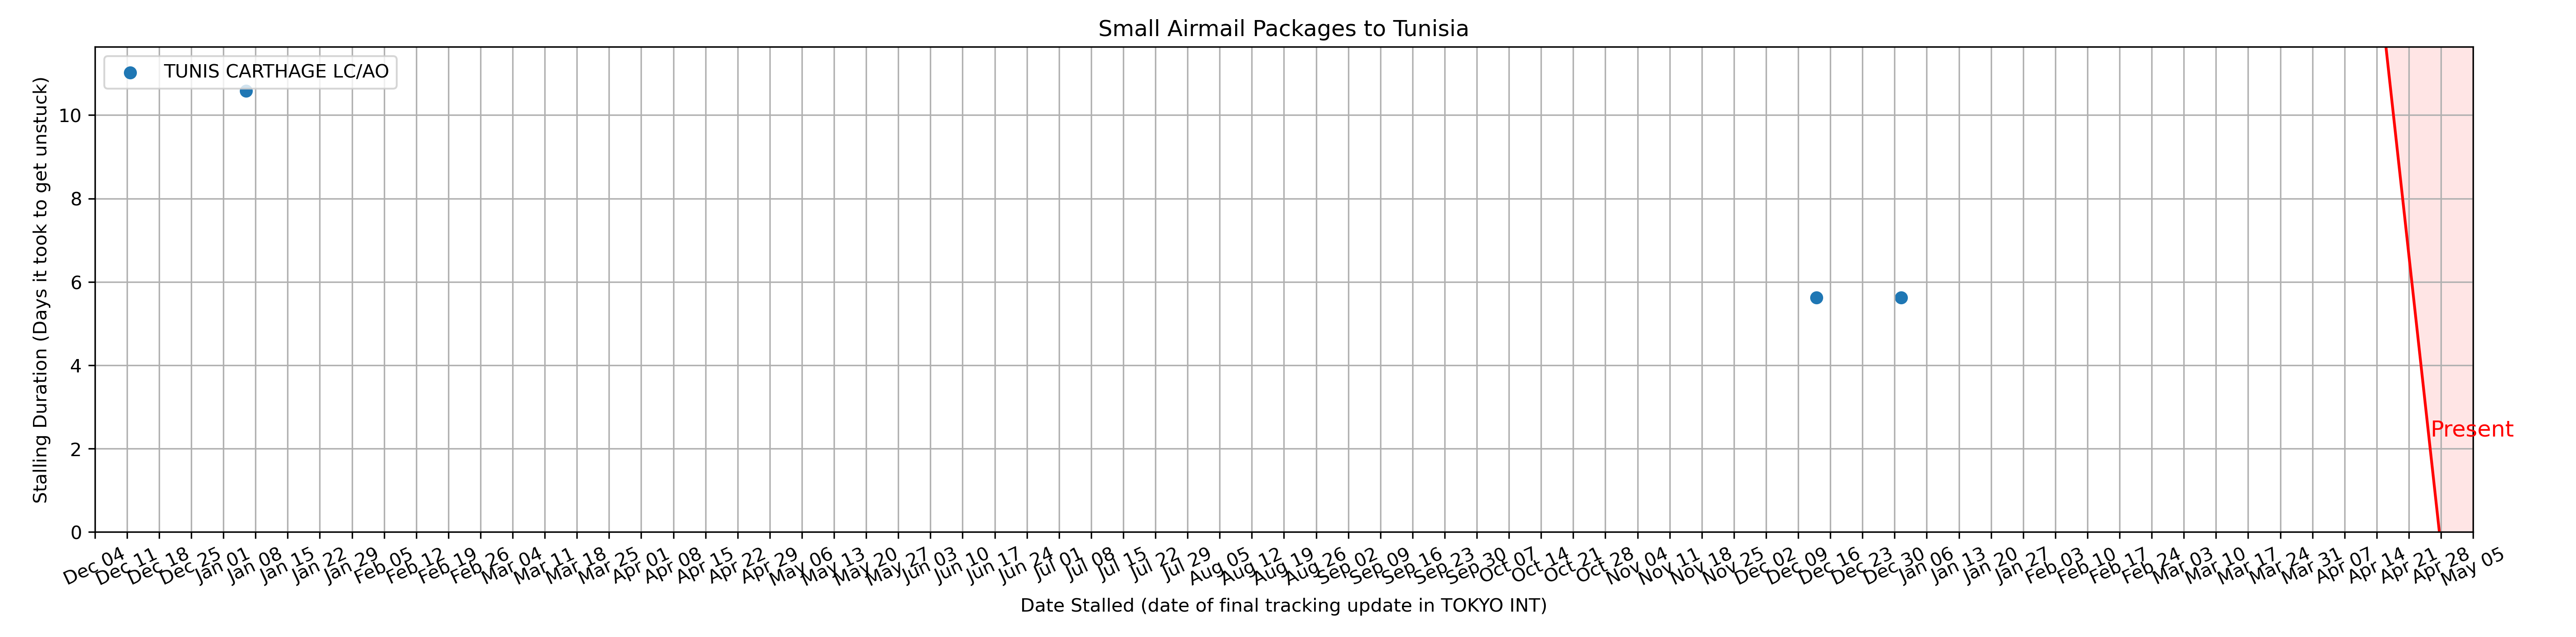 Small Airmail Packages to Tunisia
TUNIS CARTHAGE LC/AO
Stalling Duration (Days it took to get unstuck)
10
8
6
4
2
0
Present
Dec 04 Dec 11 Dec 18 Dec 25 Jan 01 Jan 08 Jan 15 Jan 22 Jan 29 Feb 05 Feb 12 Feb 19 Feb 26 Mar 04 Mar 11 Mar 18 Mar 25 Apr 01 Apr 08 Apr 15 Apr 22 Apr 29 May 06 May 13 May 20 May 27 Jun 03 Jun 10 Jun 17 Jun 24 Jul 01 Jul 08 Jul 15 Jul 22 Jul 29 Aug 05 Aug 12 Aug 19 Aug 26 Sep 02 Sep 09 Sep 16 Sep 23 Sep 30 Oct 07 Oct 14 Oct 21 Oct 28 Nov 04 Nov 11 Nov 18 Nov 25 Dec 02 Dec 09 Dec 16 Dec 23 Dec 30 Jan 06 Jan 13 Jan 20 Jan 27 Feb 03 Feb 10 Feb 17 Feb 24 Mar 03 Mar 10 Mar 17 Mar 24 Mar 31 Apr 07 Apr 14 Apr 21 Apr 28 May 05
Date Stalled (date of final tracking update in TOKYO INT)